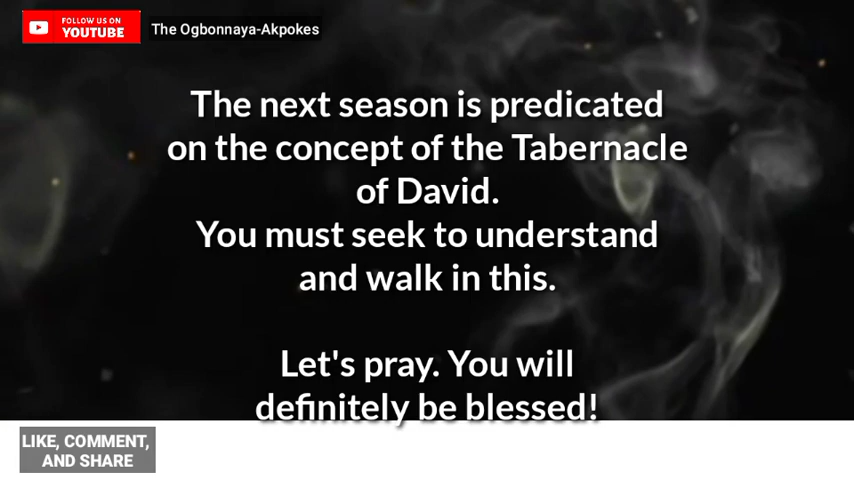 FOLLOW US ON
YOUTUBE
The Ogbonnaya-Akpokes
The next season is predicated
on the concept of the Tabernacle
of David.
You must seek to understand
and walk in this.
Let's pray. You will
definitely be blessed!
LIKE, COMMENT,
AND SHARE